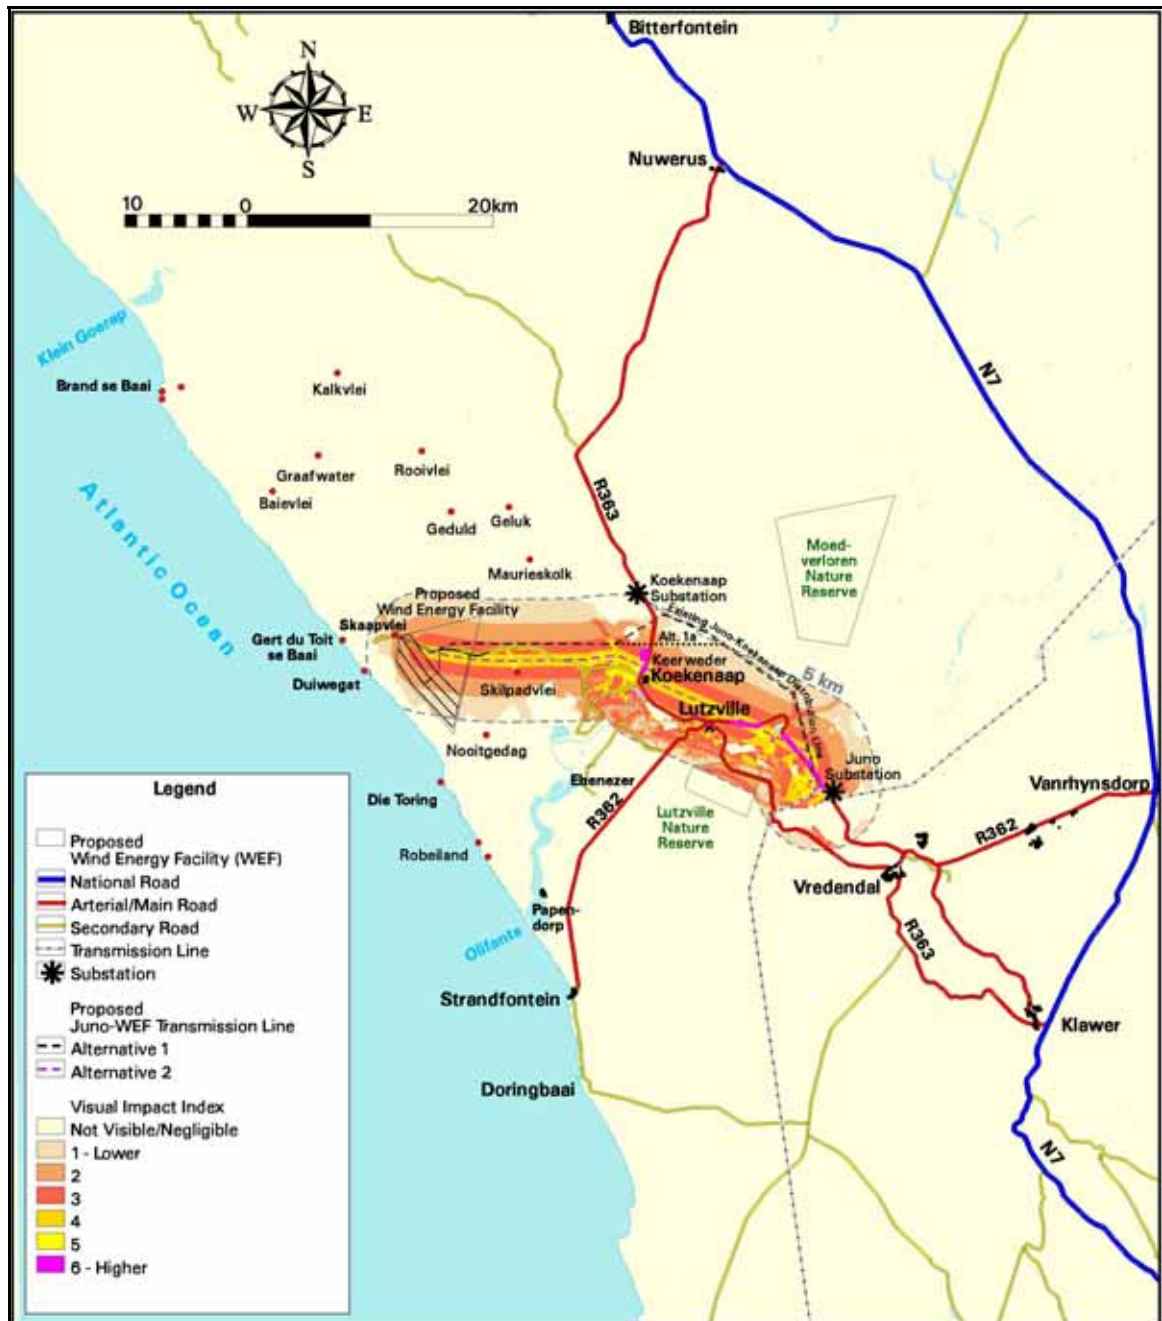 Bitterfontein
N
W
E
S
Nuwerus
10
0
20km
Klein Goerap
N7
Brand se Baai
Kalkvlei
Graafwater
Rooivlei
Baievlei
R363
Atlantic Ocean
Geduld
Geluk
Moed-
verloren
Nature
Reserve
Maurieskolk
Koekenaap
Substation
Proposed
Wind Energy Facility
Existing Juno-Koekenaap Distribution Line
Skaapvlei
Alt. 1a
Gert du Toit
se Baai
Keerweder
Koekenaap
5 km
Duiwegat
Skilpadvlei
Lutzville
Nooitgedag
Juno
Substation
Ebenezer
Vanrhynsdorp
Die Toring
R362
Lutzville
Nature
Reserve
R362
Robeiland
Vredendal
Papen-
dorp
Olifants
R363
Strandfontein
Klawer
Doringbaai
N7
Legend
Proposed
Wind Energy Facility (WEF)
National Road
Arterial/Main Road
Secondary Road
Transmission Line
Substation
Proposed
Juno-WEF Transmission Line
Alternative 1
Alternative 2
Visual Impact Index
Not Visible/Negligible
1 - Lower
2
3
4
5
6 - Higher